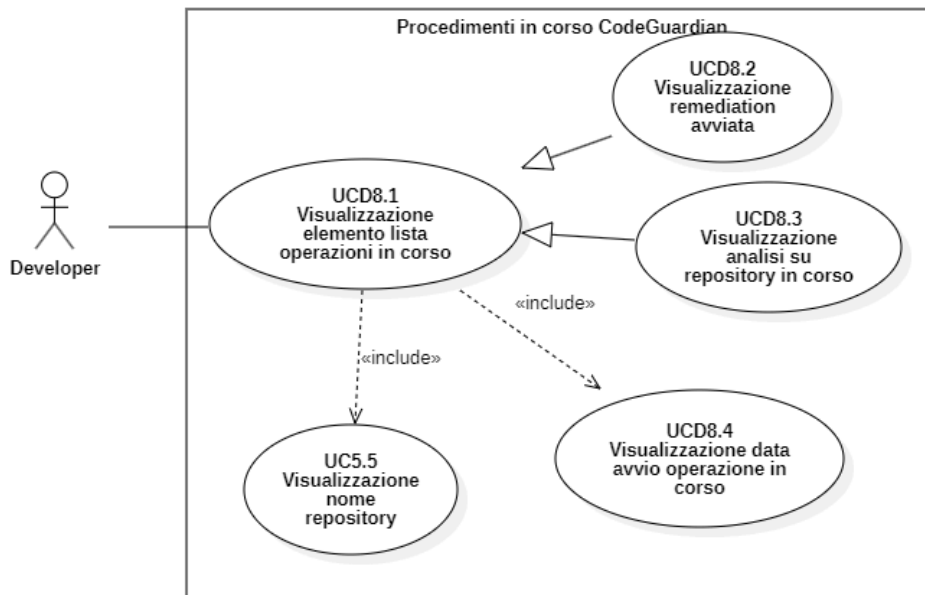 Procedimenti in corso CodeGuardian
UCD8.2
Visualizzazione
remediation
avviata
UCD8.1
Visualizzazione
elemento lista
operazioni in corso
UCD8.3
Visualizzazione
analisi su
repository in corso
Developer
«include»
«include»
UC5.5
Visualizzazione
nome
repository
UCD8.4
Visualizzazione data
avvio operazione in
corso